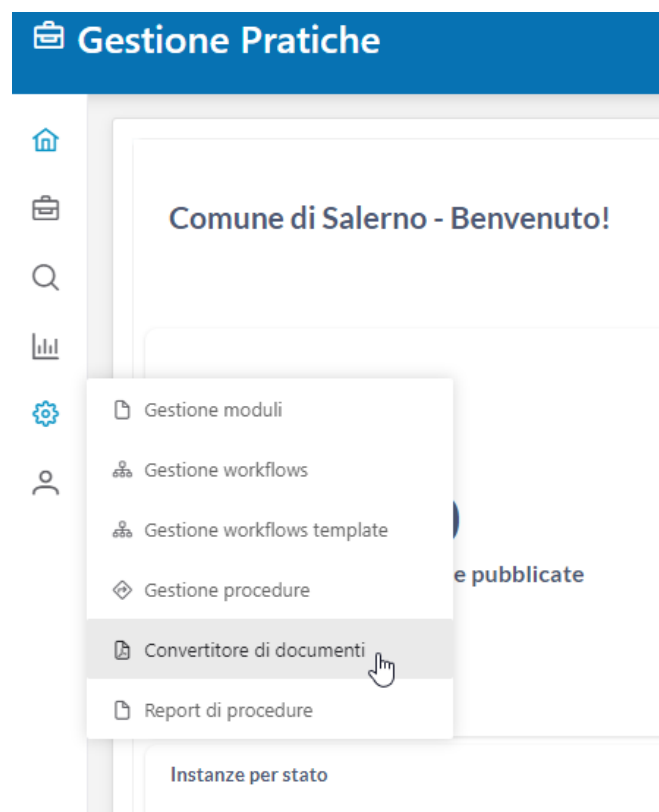 Gestione Pratiche
Comune di Salerno - Benvenuto!
Gestione moduli
Gestione workflows
Gestione workflows template
e pubblicate
Gestione procedure
Convertitore di documenti
Report di procedure
Instanze per stato